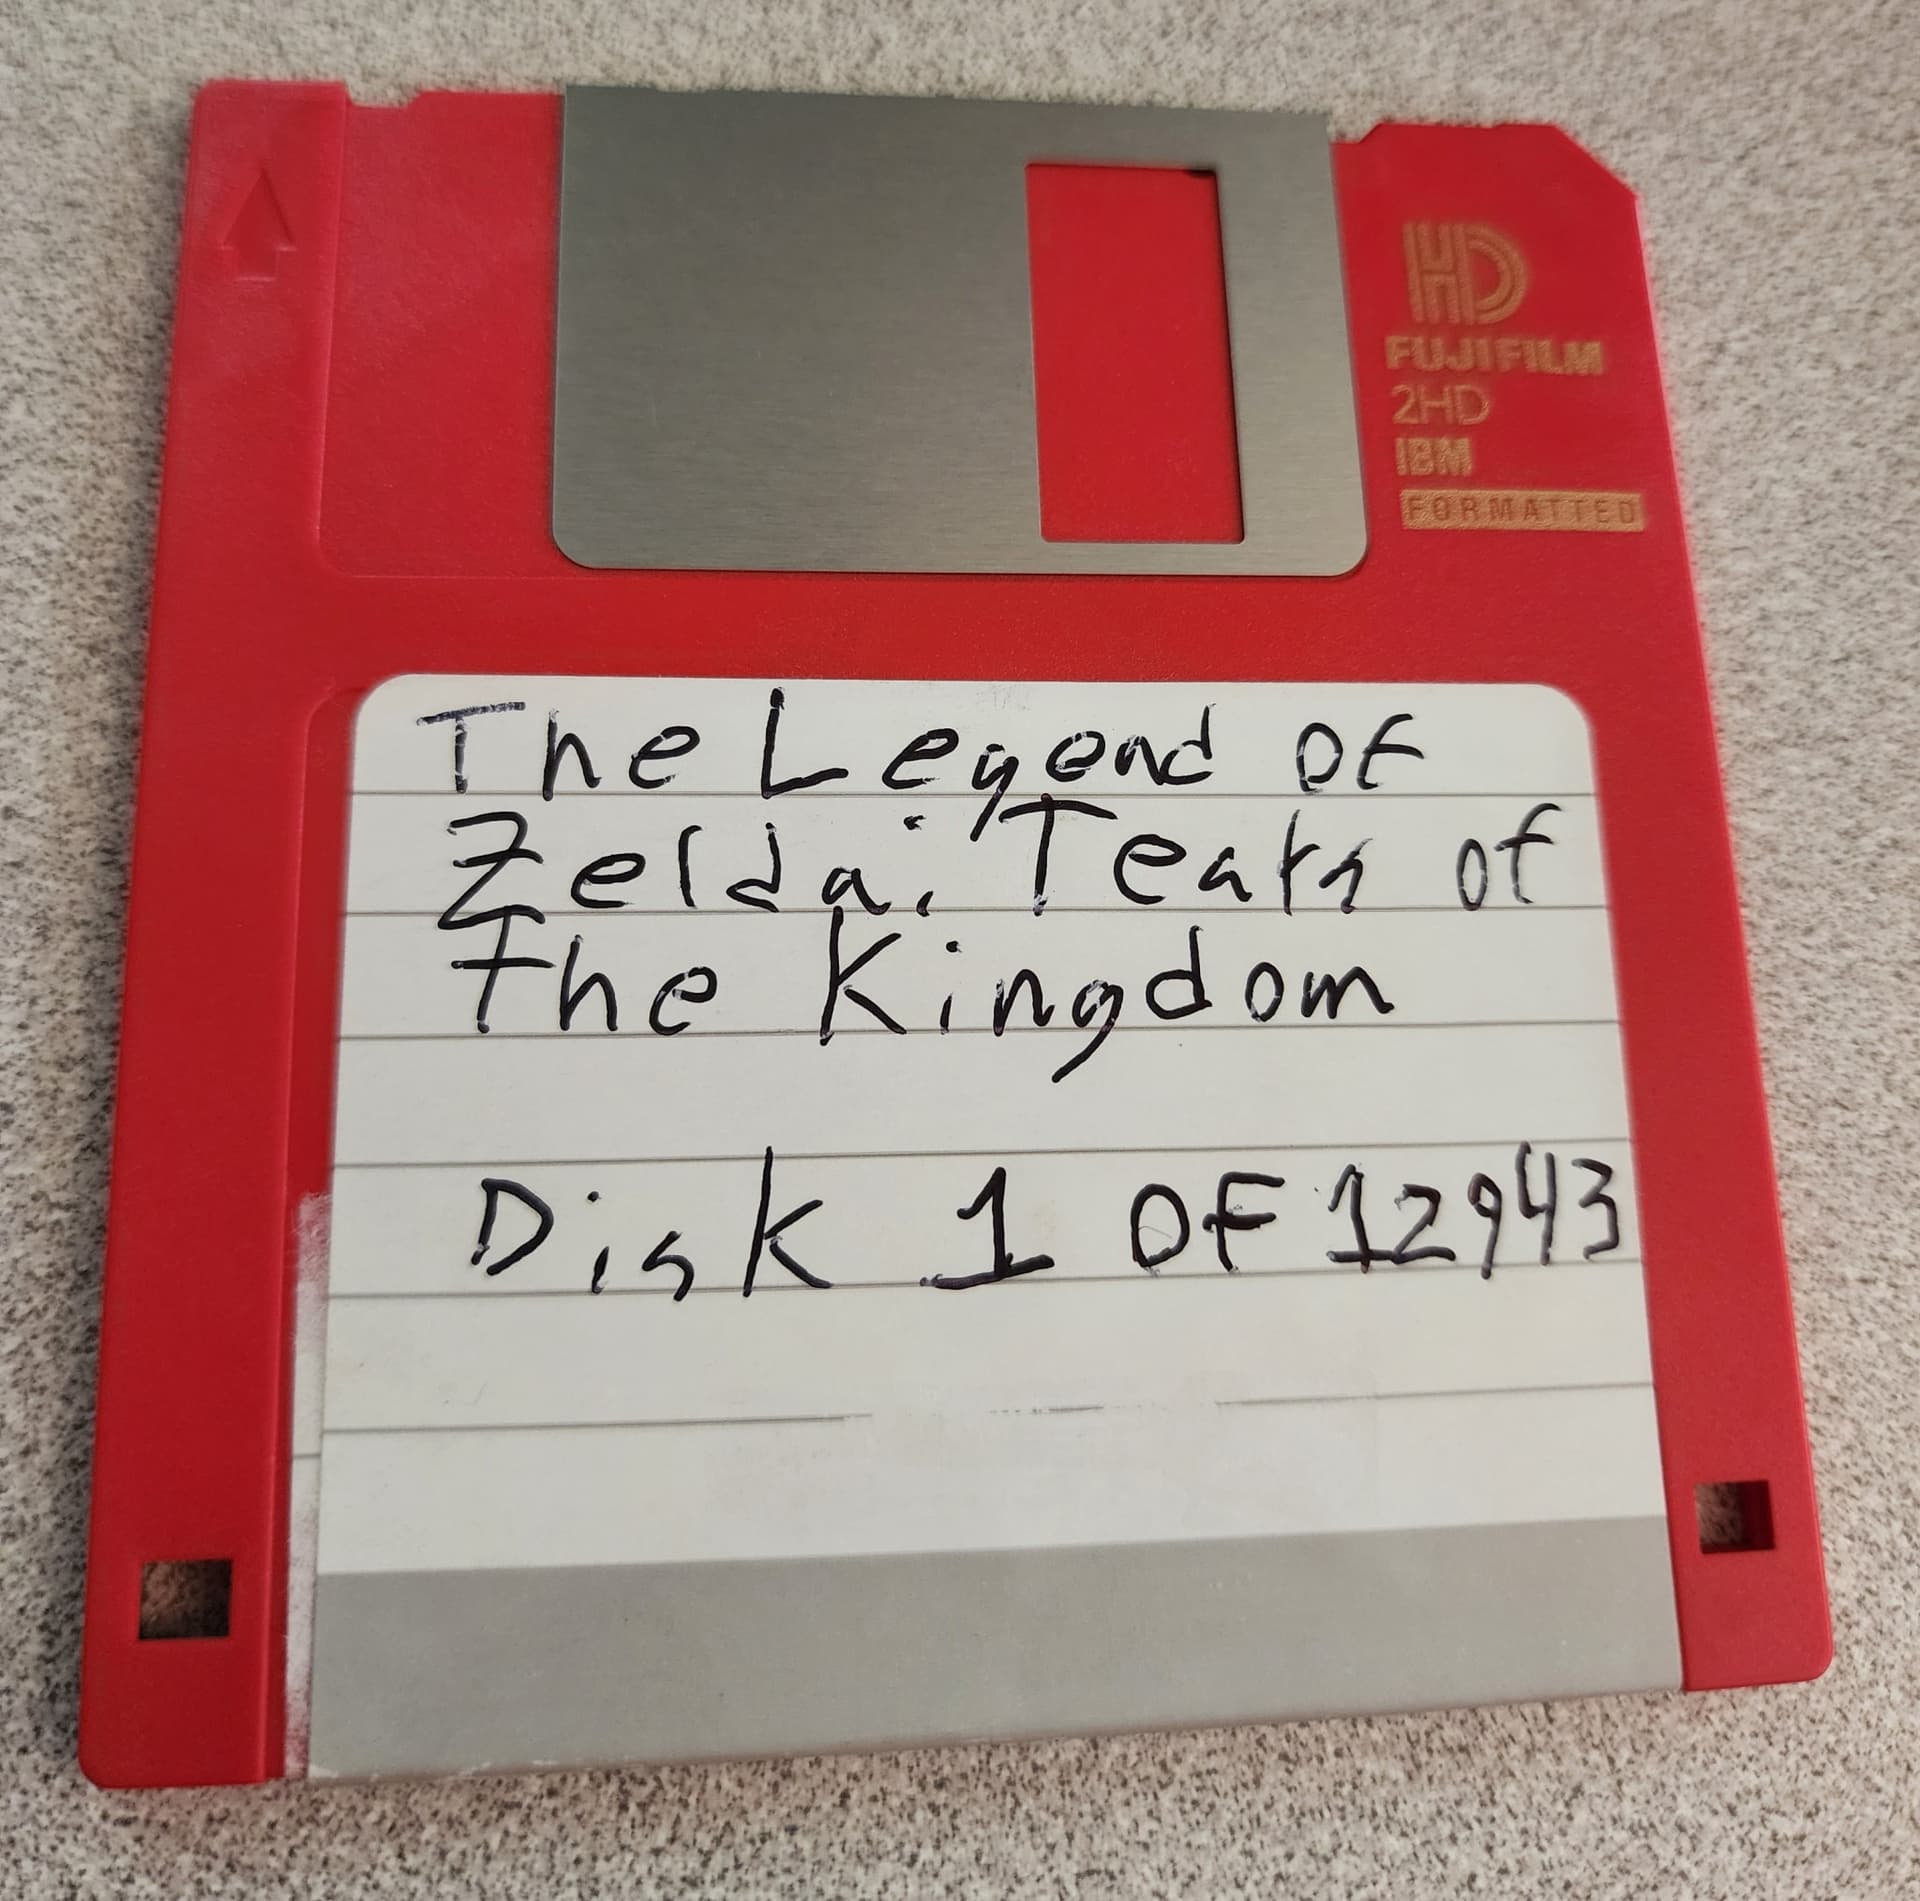 HD
FUJIFILM
2HD
IBM
FORMATTED
The Legend of
Zelda: Tears of
the Kingdom
Disk 1 OF 12943